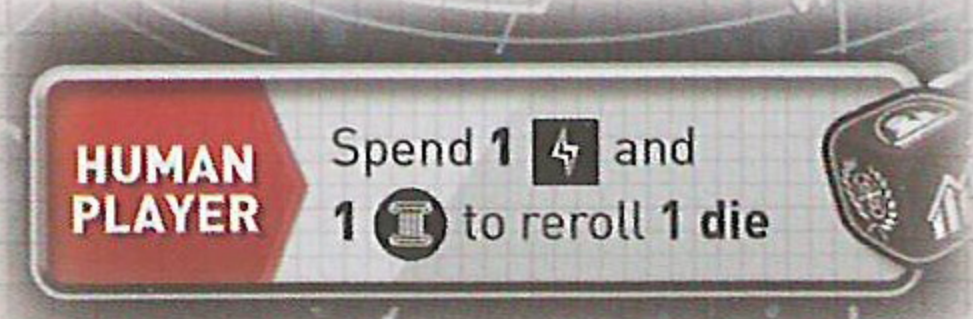 HUMAN
PLAYER
Spend 1 and
1 to reroll 1 die